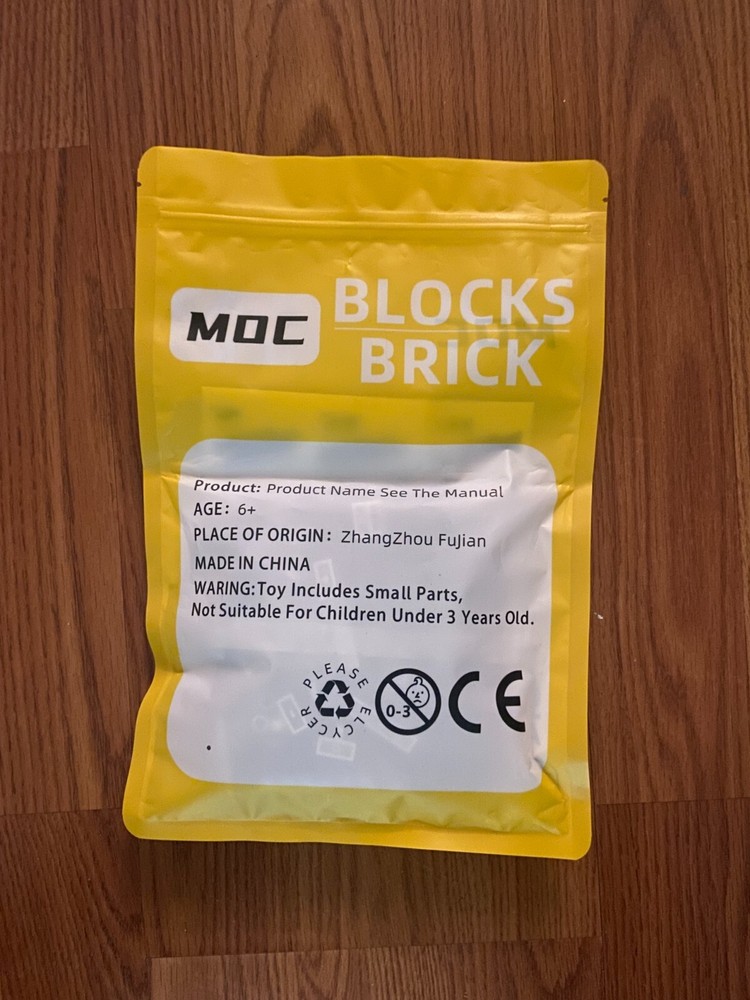 MOC
BLOCKS
BRICK
Product: Product Name See The Manual
AGE: 6+
PLACE OF ORIGIN: ZhangZhou FuJian
MADE IN CHINA
WARING:Toy Includes Small Parts,
Not Suitable For Children Under 3 Years Old.
PLEASE
RECYCLE
0-3
CE